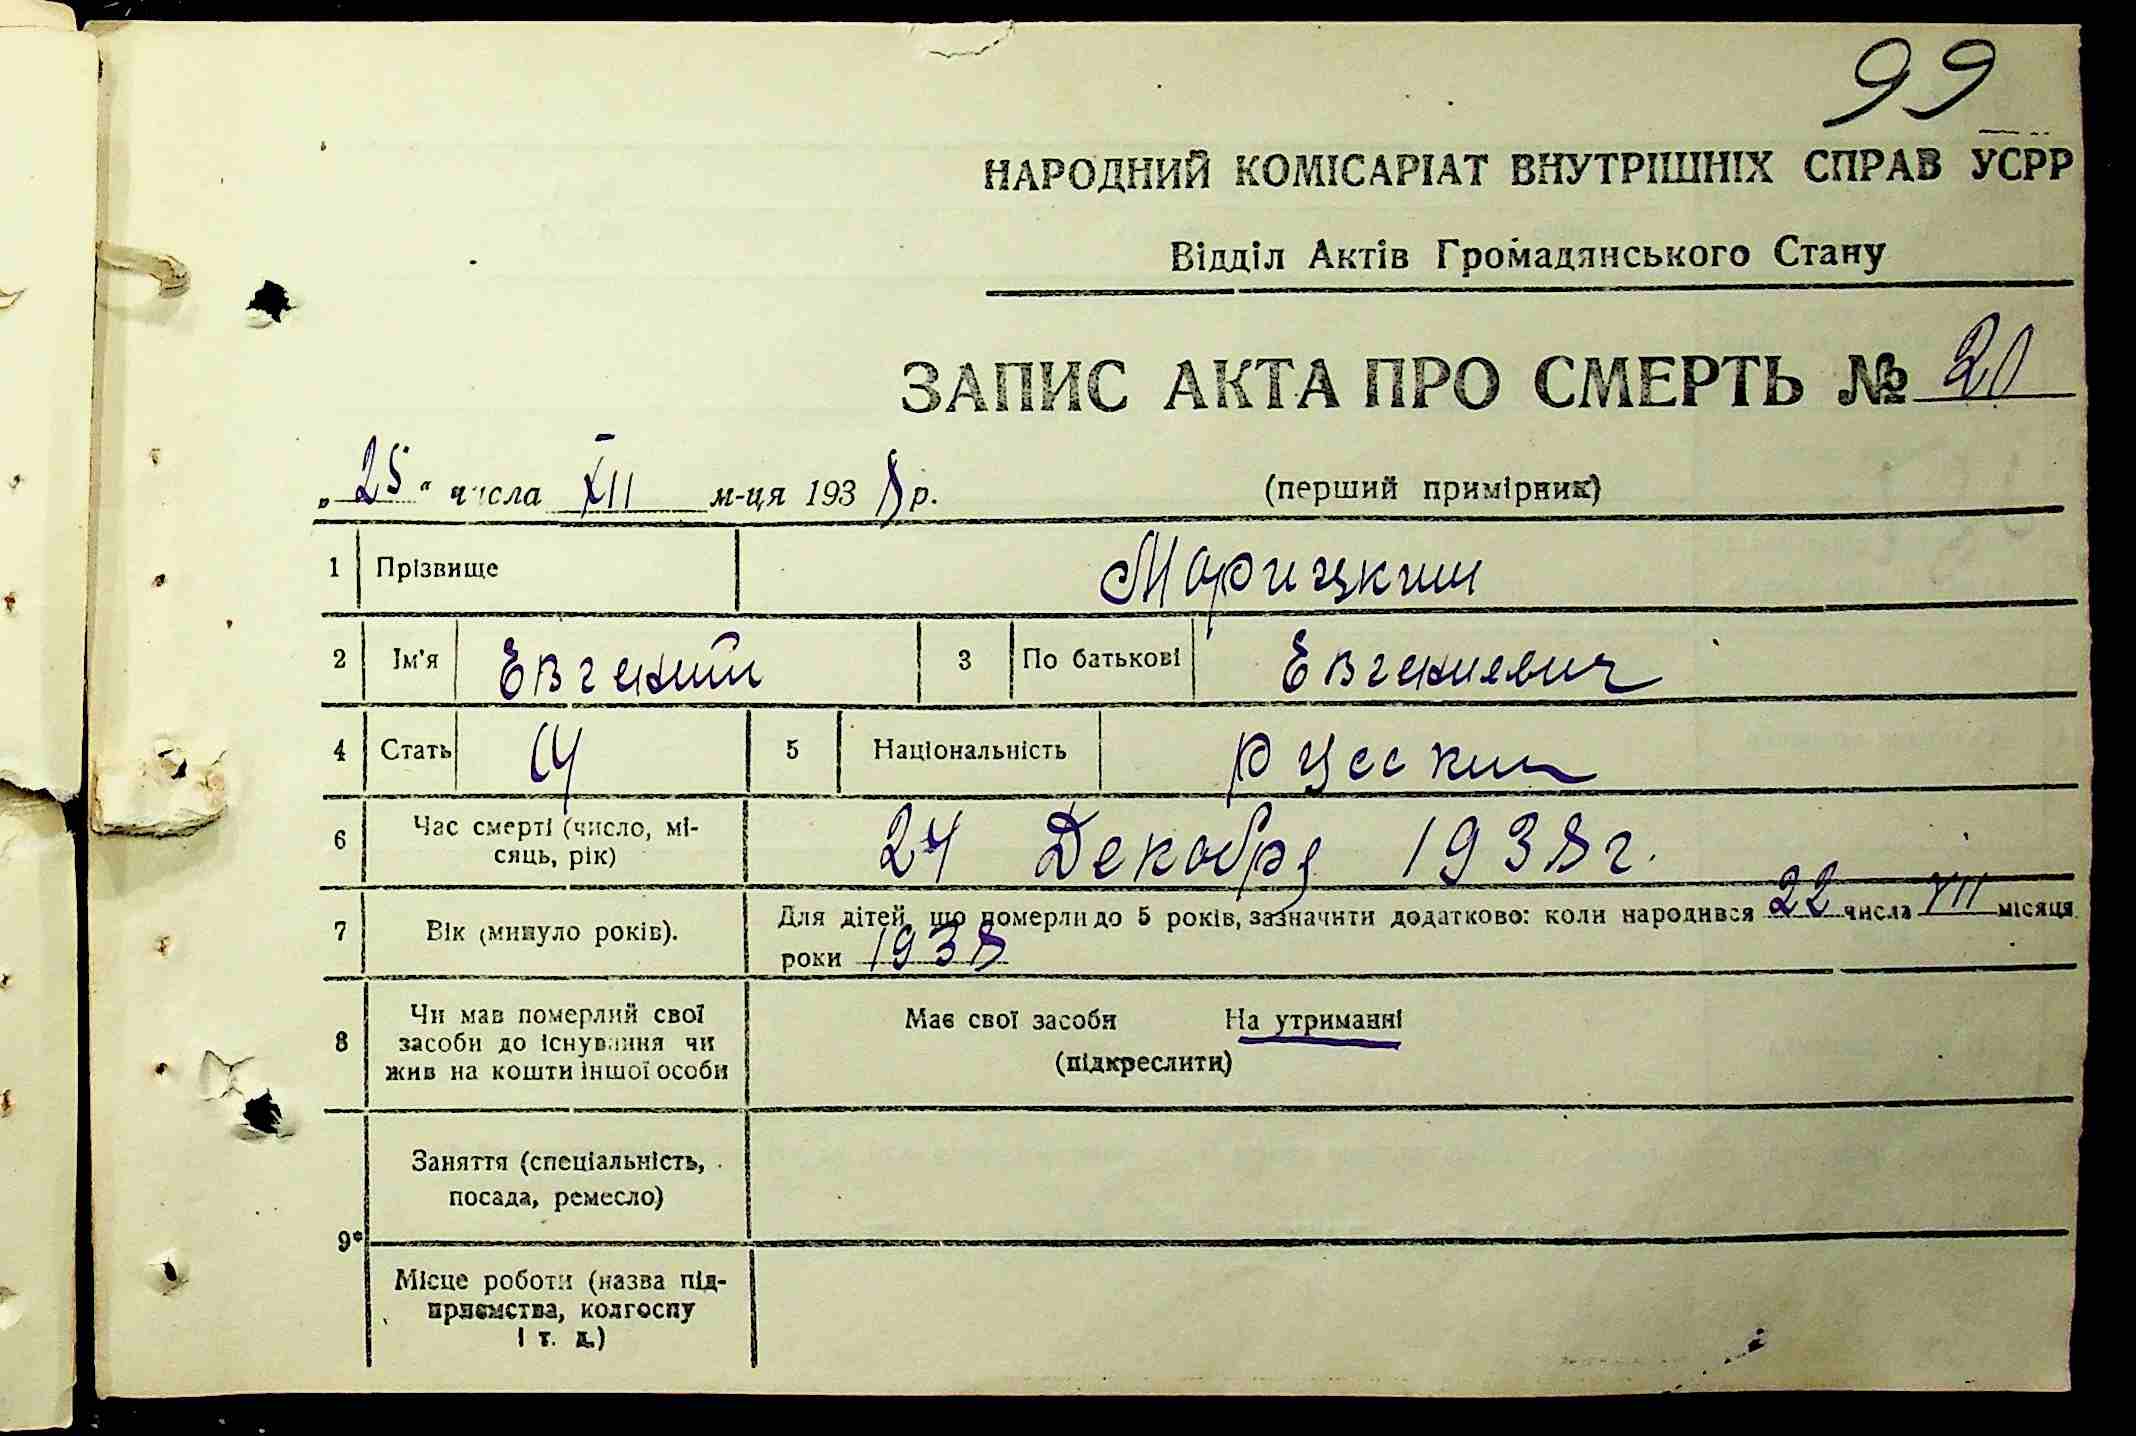 99
НАРОДНИЙ КОМІСАРІАТ ВНУТРІШНІХ СПРАВ УСРР
Відділ Актів Громадянського Стану
ЗАПИС АКТА ПРО СМЕРТЬ № 20
„25“ числа XII м-ця 1938 р. (перший примірник)
1 Прізвище Марицкий
2 Ім'я Евгений 3 По батькові Евгениевич
4 Стать М 5 Національність русский
6 Час смерті (число, мі-
сяць, рік) 24 Декабря 1938 г.
7 Вік (минуло років). Для дітей, що померли до 5 років, зазначити додатково: коли народився 22 числа VII місяця
роки 1938
8 Чи мав померлий свої
засоби до існування чи
жив на кошти іншої особи Має свої засоби На утриманні
(підкреслити)
9* Заняття (спеціальність,
посада, ремесло)
Місце роботи (назва під-
приємства, колгоспу
і т. д.)